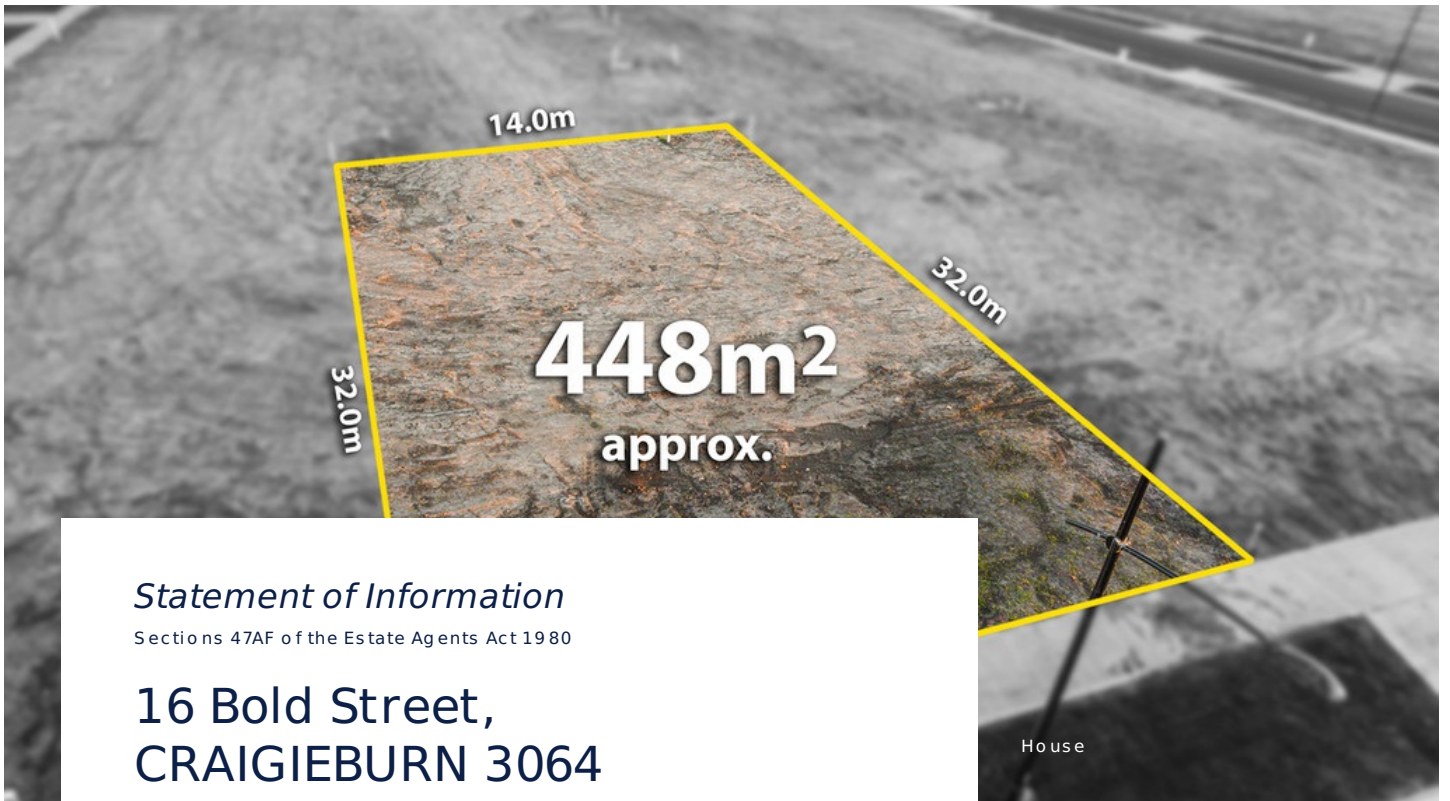 14.0m
32.0m
448m²
32.0m
approx.
Statement of Information
Sections 47AF of the Estate Agents Act 1980
16 Bold Street,
CRAIGIEBURN 3064
House